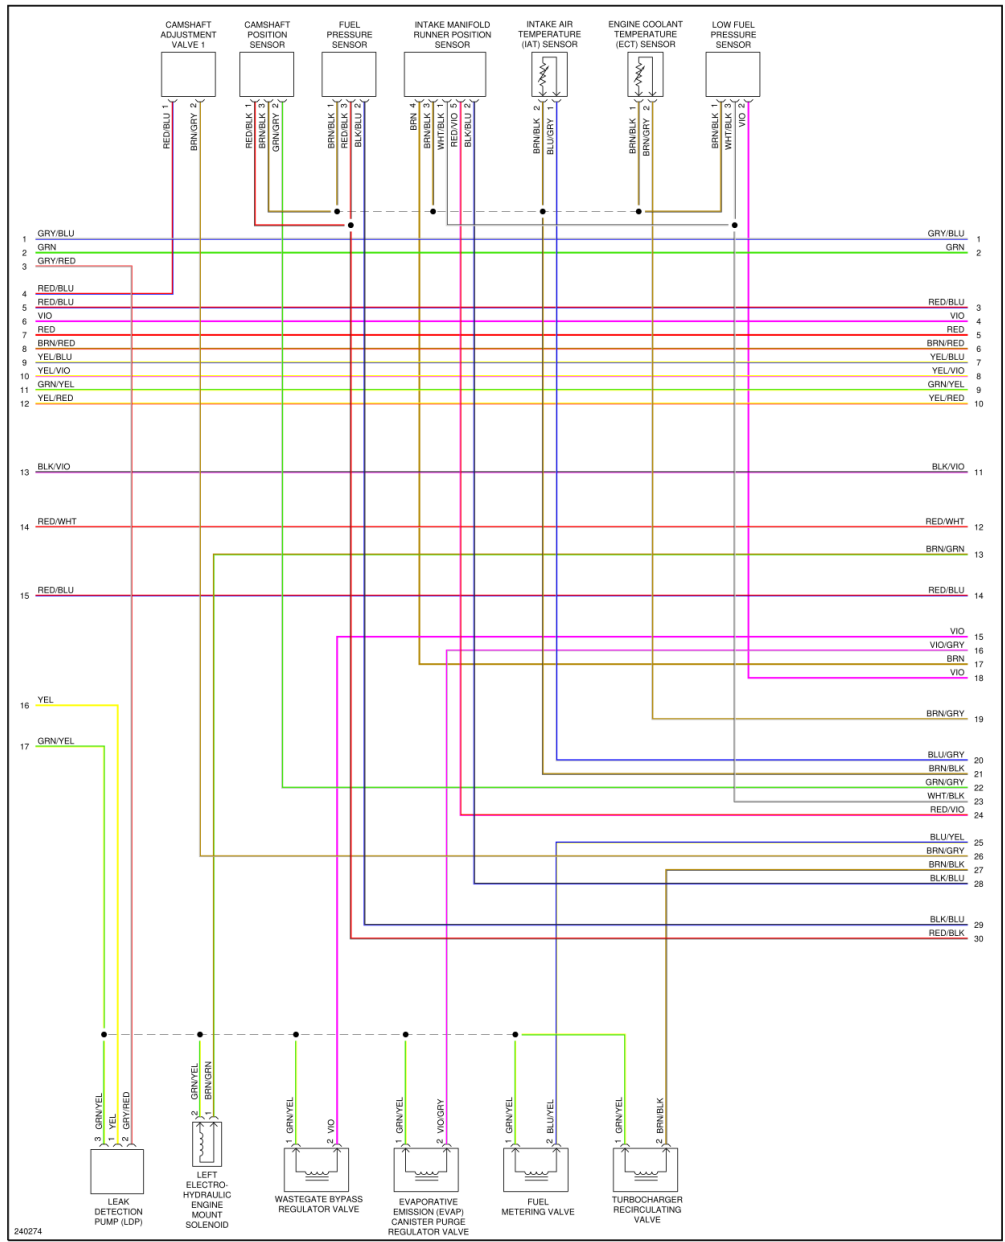 CAMSHAFT
ADJUSTMENT
VALVE 1
CAMSHAFT
POSITION
SENSOR
FUEL
PRESSURE
SENSOR
INTAKE MANIFOLD
RUNNER POSITION
SENSOR
INTAKE AIR
TEMPERATURE
(IAT) SENSOR
ENGINE COOLANT
TEMPERATURE
(ECT) SENSOR
LOW FUEL
PRESSURE
SENSOR
RED/BLU 1
BRN/GRY 2
RED/BLK 1
BRN/BLK 3
GRN/GRY 2
BRN/BLK 1
RED/BLK 3
BLK/BLU 2
BRN 4
BRN/BLK 3
WHT/BLK 1
RED/VIO 5
BLK/BLU 2
BRN/BLK 2
BLU/GRY 1
BRN/BLK 1
BRN/GRY 2
BRN/BLK 1
WHT/BLK 3
VIO 2
1 GRY/BLU GRY/BLU 1
2 GRN GRN 2
3 GRY/RED
4 RED/BLU
5 RED/BLU RED/BLU 3
6 VIO VIO 4
7 RED RED 5
8 BRN/RED BRN/RED 6
9 YEL/BLU YEL/BLU 7
10 YEL/VIO YEL/VIO 8
11 GRN/YEL GRN/YEL 9
12 YEL/RED YEL/RED 10
13 BLK/VIO BLK/VIO 11
14 RED/WHT RED/WHT 12
BRN/GRN 13
15 RED/BLU RED/BLU 14
VIO 15
VIO/GRY 16
BRN 17
VIO 18
16 YEL
BRN/GRY 19
17 GRN/YEL
BLU/GRY 20
BRN/BLK 21
GRN/GRY 22
WHT/BLK 23
RED/VIO 24
BLU/YEL 25
BRN/GRY 26
BRN/BLK 27
BLK/BLU 28
BLK/BLU 29
RED/BLK 30
3 GRN/YEL
1 YEL
2 GRY/RED
2 GRN/YEL
1 BRN/GRN
1 GRN/YEL
2 VIO
1 GRN/YEL
2 VIO/GRY
1 GRN/YEL
2 BLU/YEL
1 GRN/YEL
2 BRN/BLK
LEAK
DETECTION
PUMP (LDP)
LEFT
ELECTRO-
HYDRAULIC
ENGINE
MOUNT
SOLENOID
WASTEGATE BYPASS
REGULATOR VALVE
EVAPORATIVE
EMISSION (EVAP)
CANISTER PURGE
REGULATOR VALVE
FUEL
METERING VALVE
TURBOCHARGER
RECIRCULATING
VALVE
240274